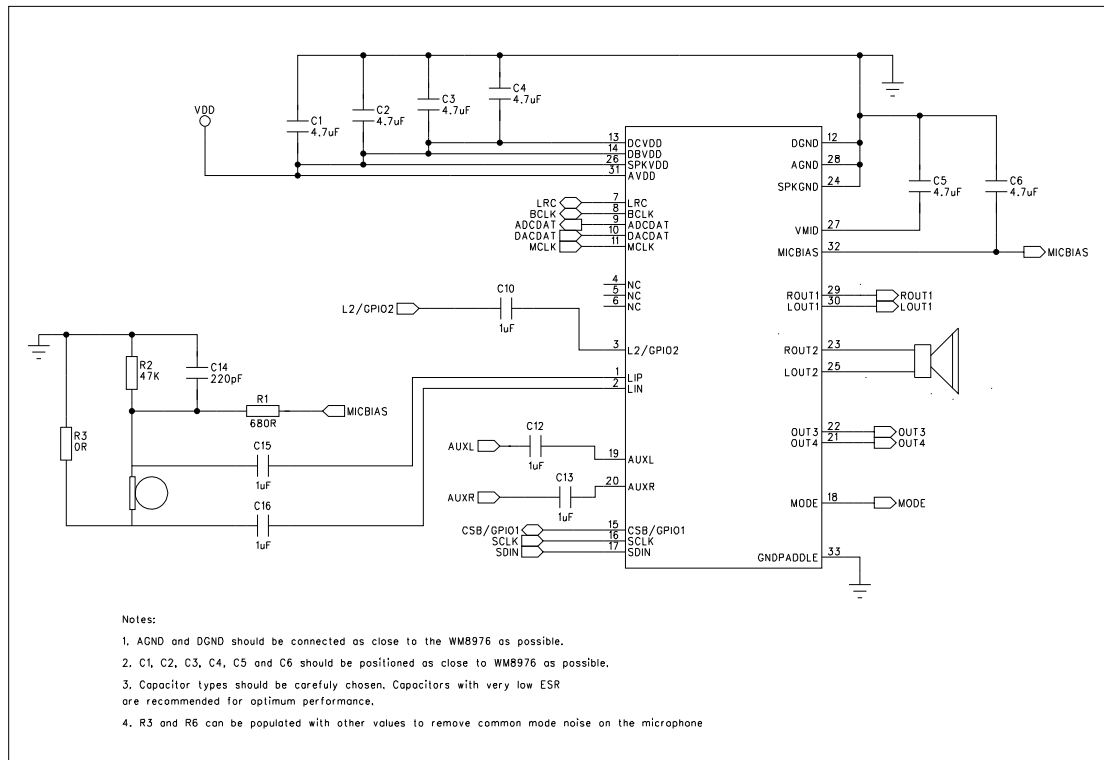 C4
4.7uF
C3
4.7uF
C2
4.7uF
C1
4.7uF
VDD
13 DCVDD
14 DBVDD
26 SPKVDD
31 AVDD
DGND 12
AGND 28
SPKGND 24
C5
4.7uF
C6
4.7uF
LRC 7 LRC
BCLK 8 BCLK
ADCDAT 9 ADCDAT
DACDAT 10 DACDAT
MCLK 11 MCLK
VMID 27
MICBIAS 32 MICBIAS
4 NC
5 NC
6 NC
C10
1uF
L2/GPIO2
3 L2/GPIO2
ROUT1 29 ROUT1
LOUT1 30 LOUT1
ROUT2 23
LOUT2 25
R2
47K
C14
220pF
1 LIP
2 LIN
R1
680R
MICBIAS
R3
0R
C15
1uF
C16
1uF
C12
1uF
AUXL
19 AUXL
C13
1uF
AUXR
20 AUXR
OUT3 22 OUT3
OUT4 21 OUT4
MODE 18 MODE
CSB/GPIO1 15 CSB/GPIO1
SCLK 16 SCLK
SDIN 17 SDIN
GNDPADDLE 33
Notes:
1. AGND and DGND should be connected as close to the WM8976 as possible.
2. C1, C2, C3, C4, C5 and C6 should be positioned as close to WM8976 as possible.
3. Capacitor types should be carefuly chosen. Capacitors with very low ESR
are recommended for optimum performance.
4. R3 and R6 can be populated with other values to remove common mode noise on the microphone